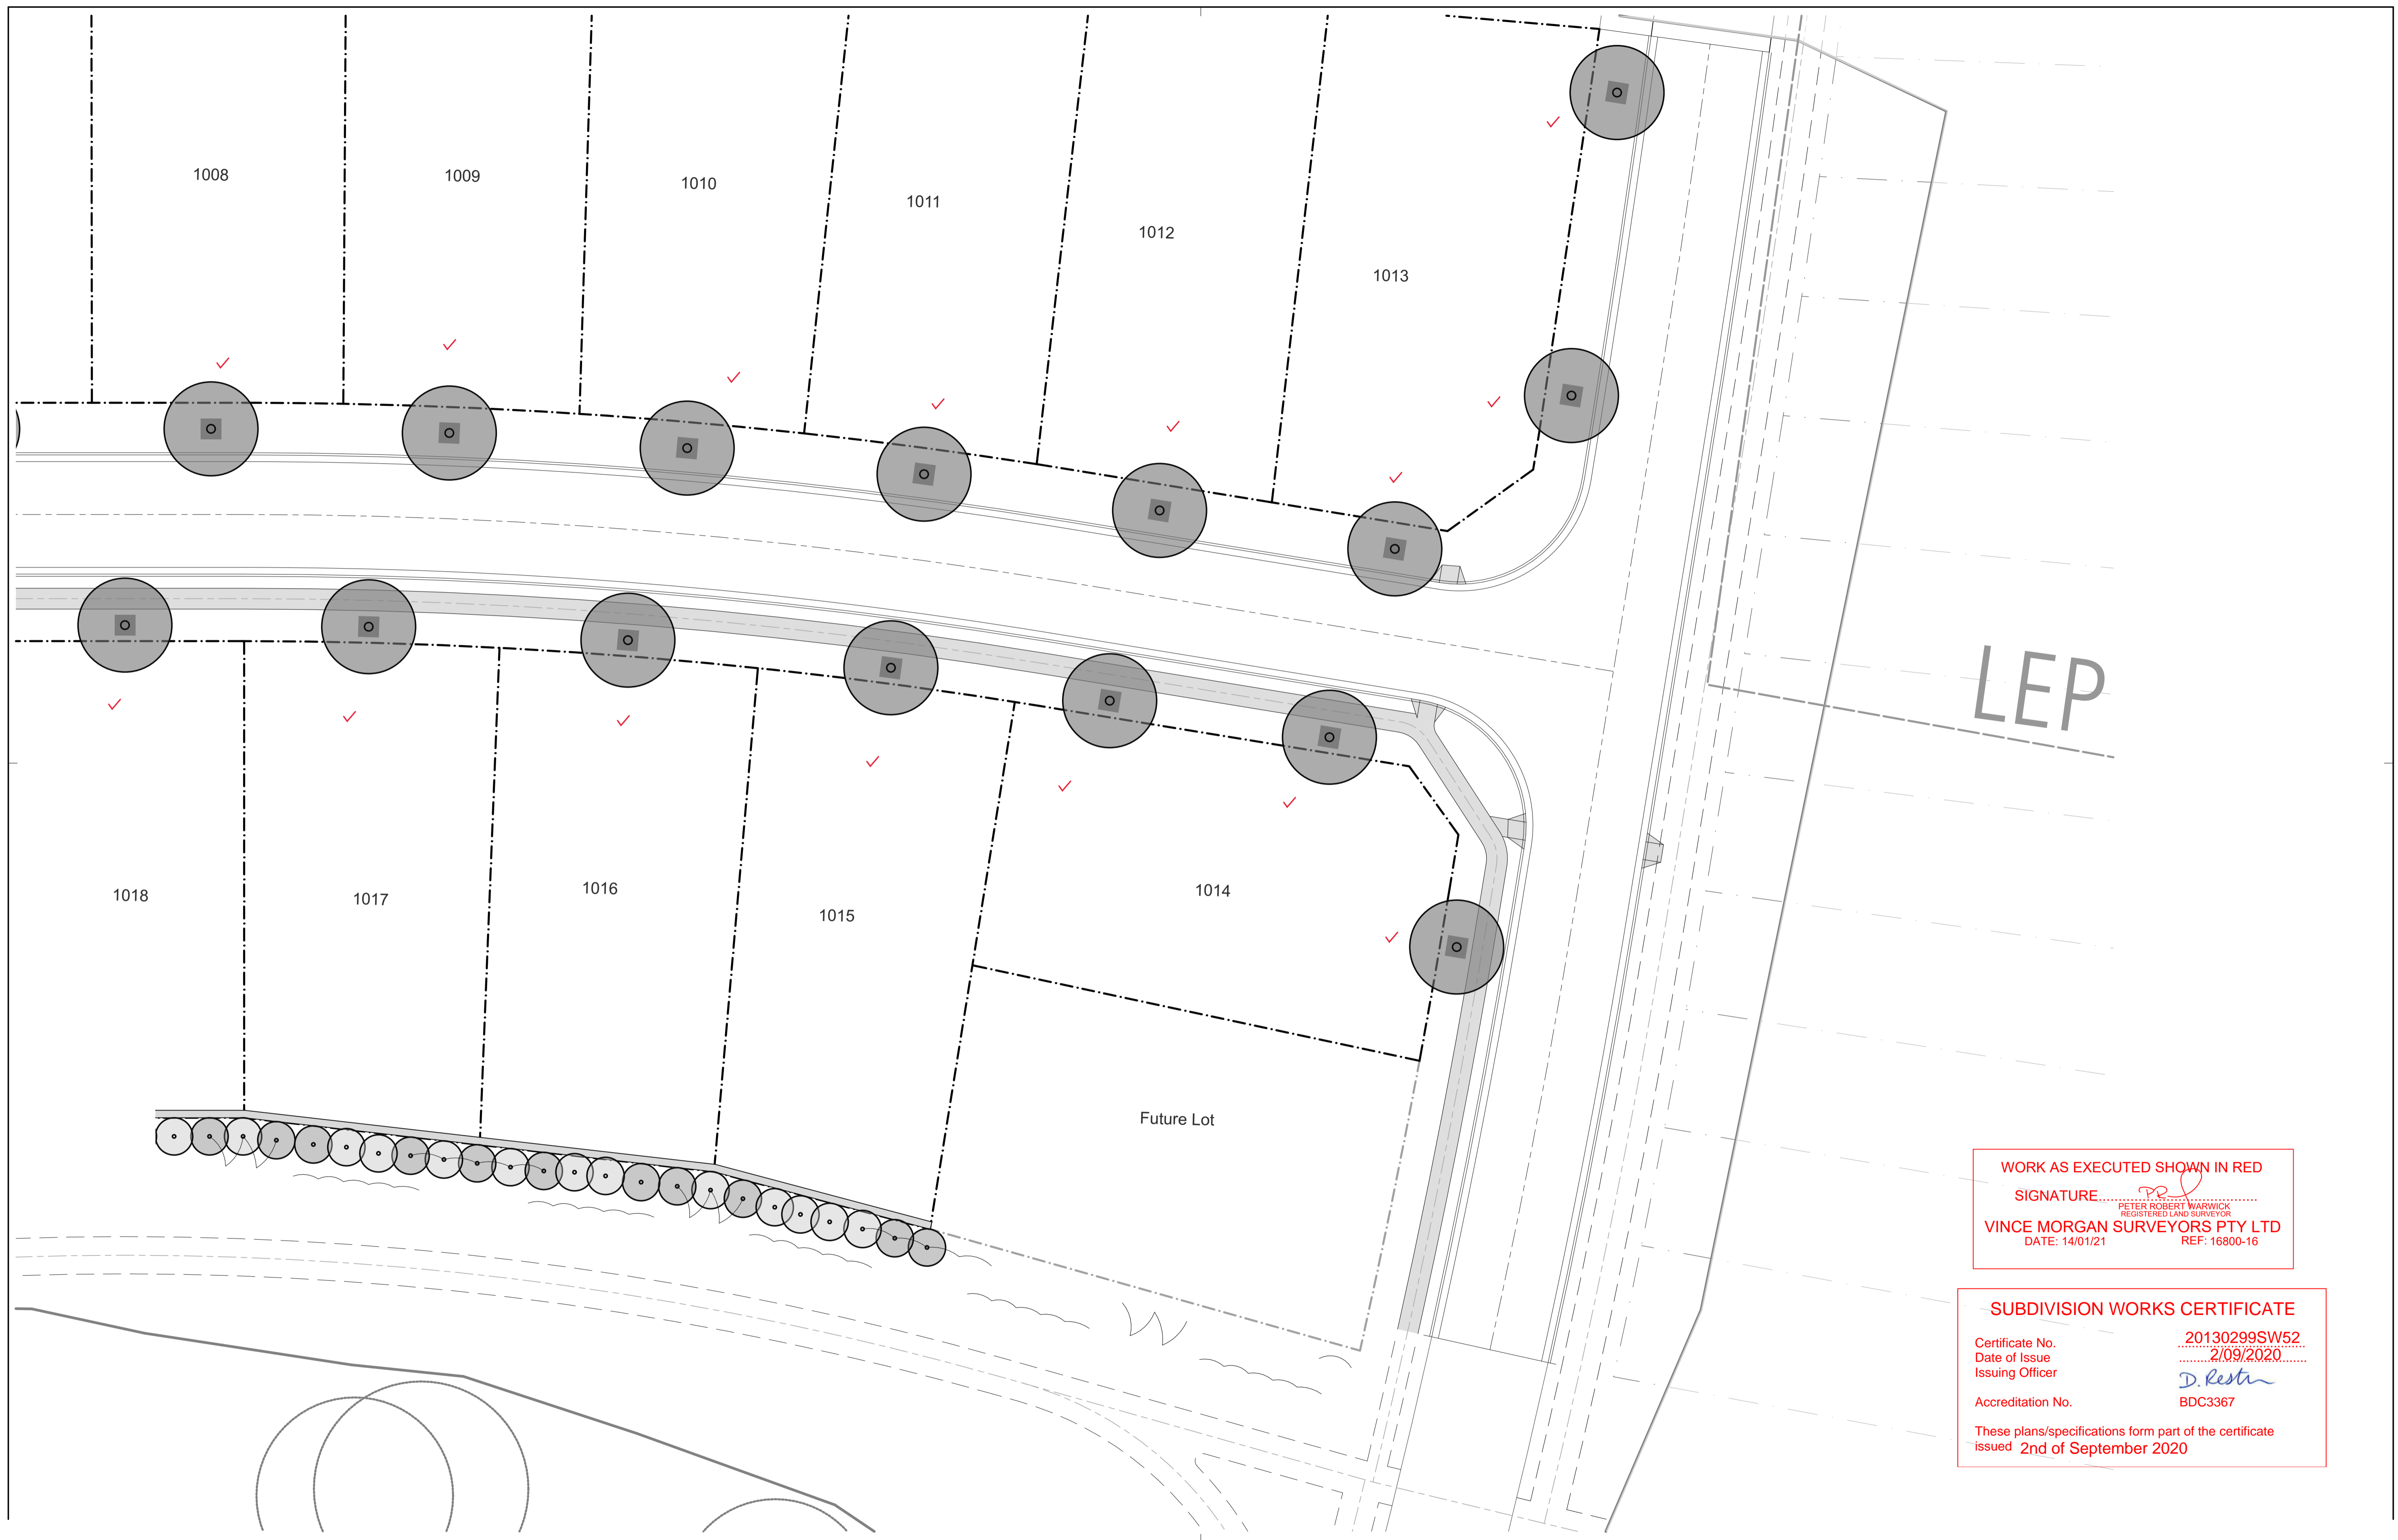 1008
1009
1010
1011
1012
1013
LEP
1018
1017
1016
1015
1014
Future Lot
WORK AS EXECUTED SHOWN IN RED
SIGNATURE
PETER ROBERT WARWICK
REGISTERED LAND SURVEYOR
VINCE MORGAN SURVEYORS PTY LTD
DATE: 14/01/21 REF: 16800-16
SUBDIVISION WORKS CERTIFICATE
Certificate No. 20130299SW52
Date of Issue 2/09/2020
Issuing Officer
Accreditation No. BDC3367
These plans/specifications form part of the certificate
issued 2nd of September 2020